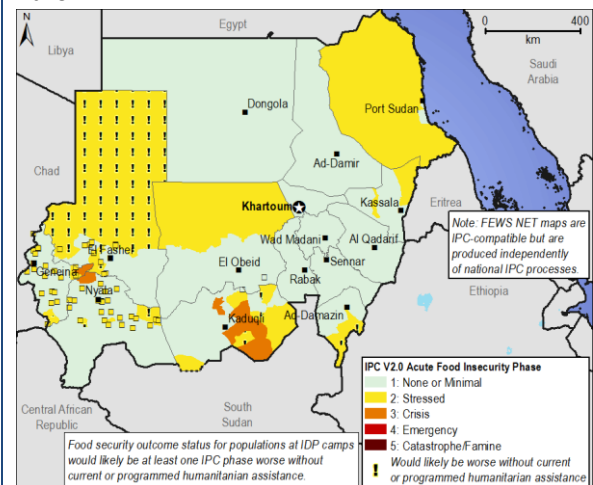 N
0 400
km
Egypt
Libya
Saudi
Arabia
Dongola
Port Sudan
Ad-Damir
Chad
Khartoum
Kassala
Eritrea
Note: FEWS NET maps are
IPC-compatible but are
produced independently
of national IPC processes.
Wad Madani
Al Qadarif
El Fasher
El Obeid
Sennar
Geneina
Rabak
Ethiopia
Nyala
Kadugli
Ad-Damazin
Central African
Republic
South
Sudan
Food security outcome status for populations at IDP camps
would likely be at least one IPC phase worse without
current or programmed humanitarian assistance.
IPC V2.0 Acute Food Insecurity Phase
1: None or Minimal
2: Stressed
3: Crisis
4: Emergency
5: Catastrophe/Famine
! Would likely be worse without current
or programmed humanitarian assistance